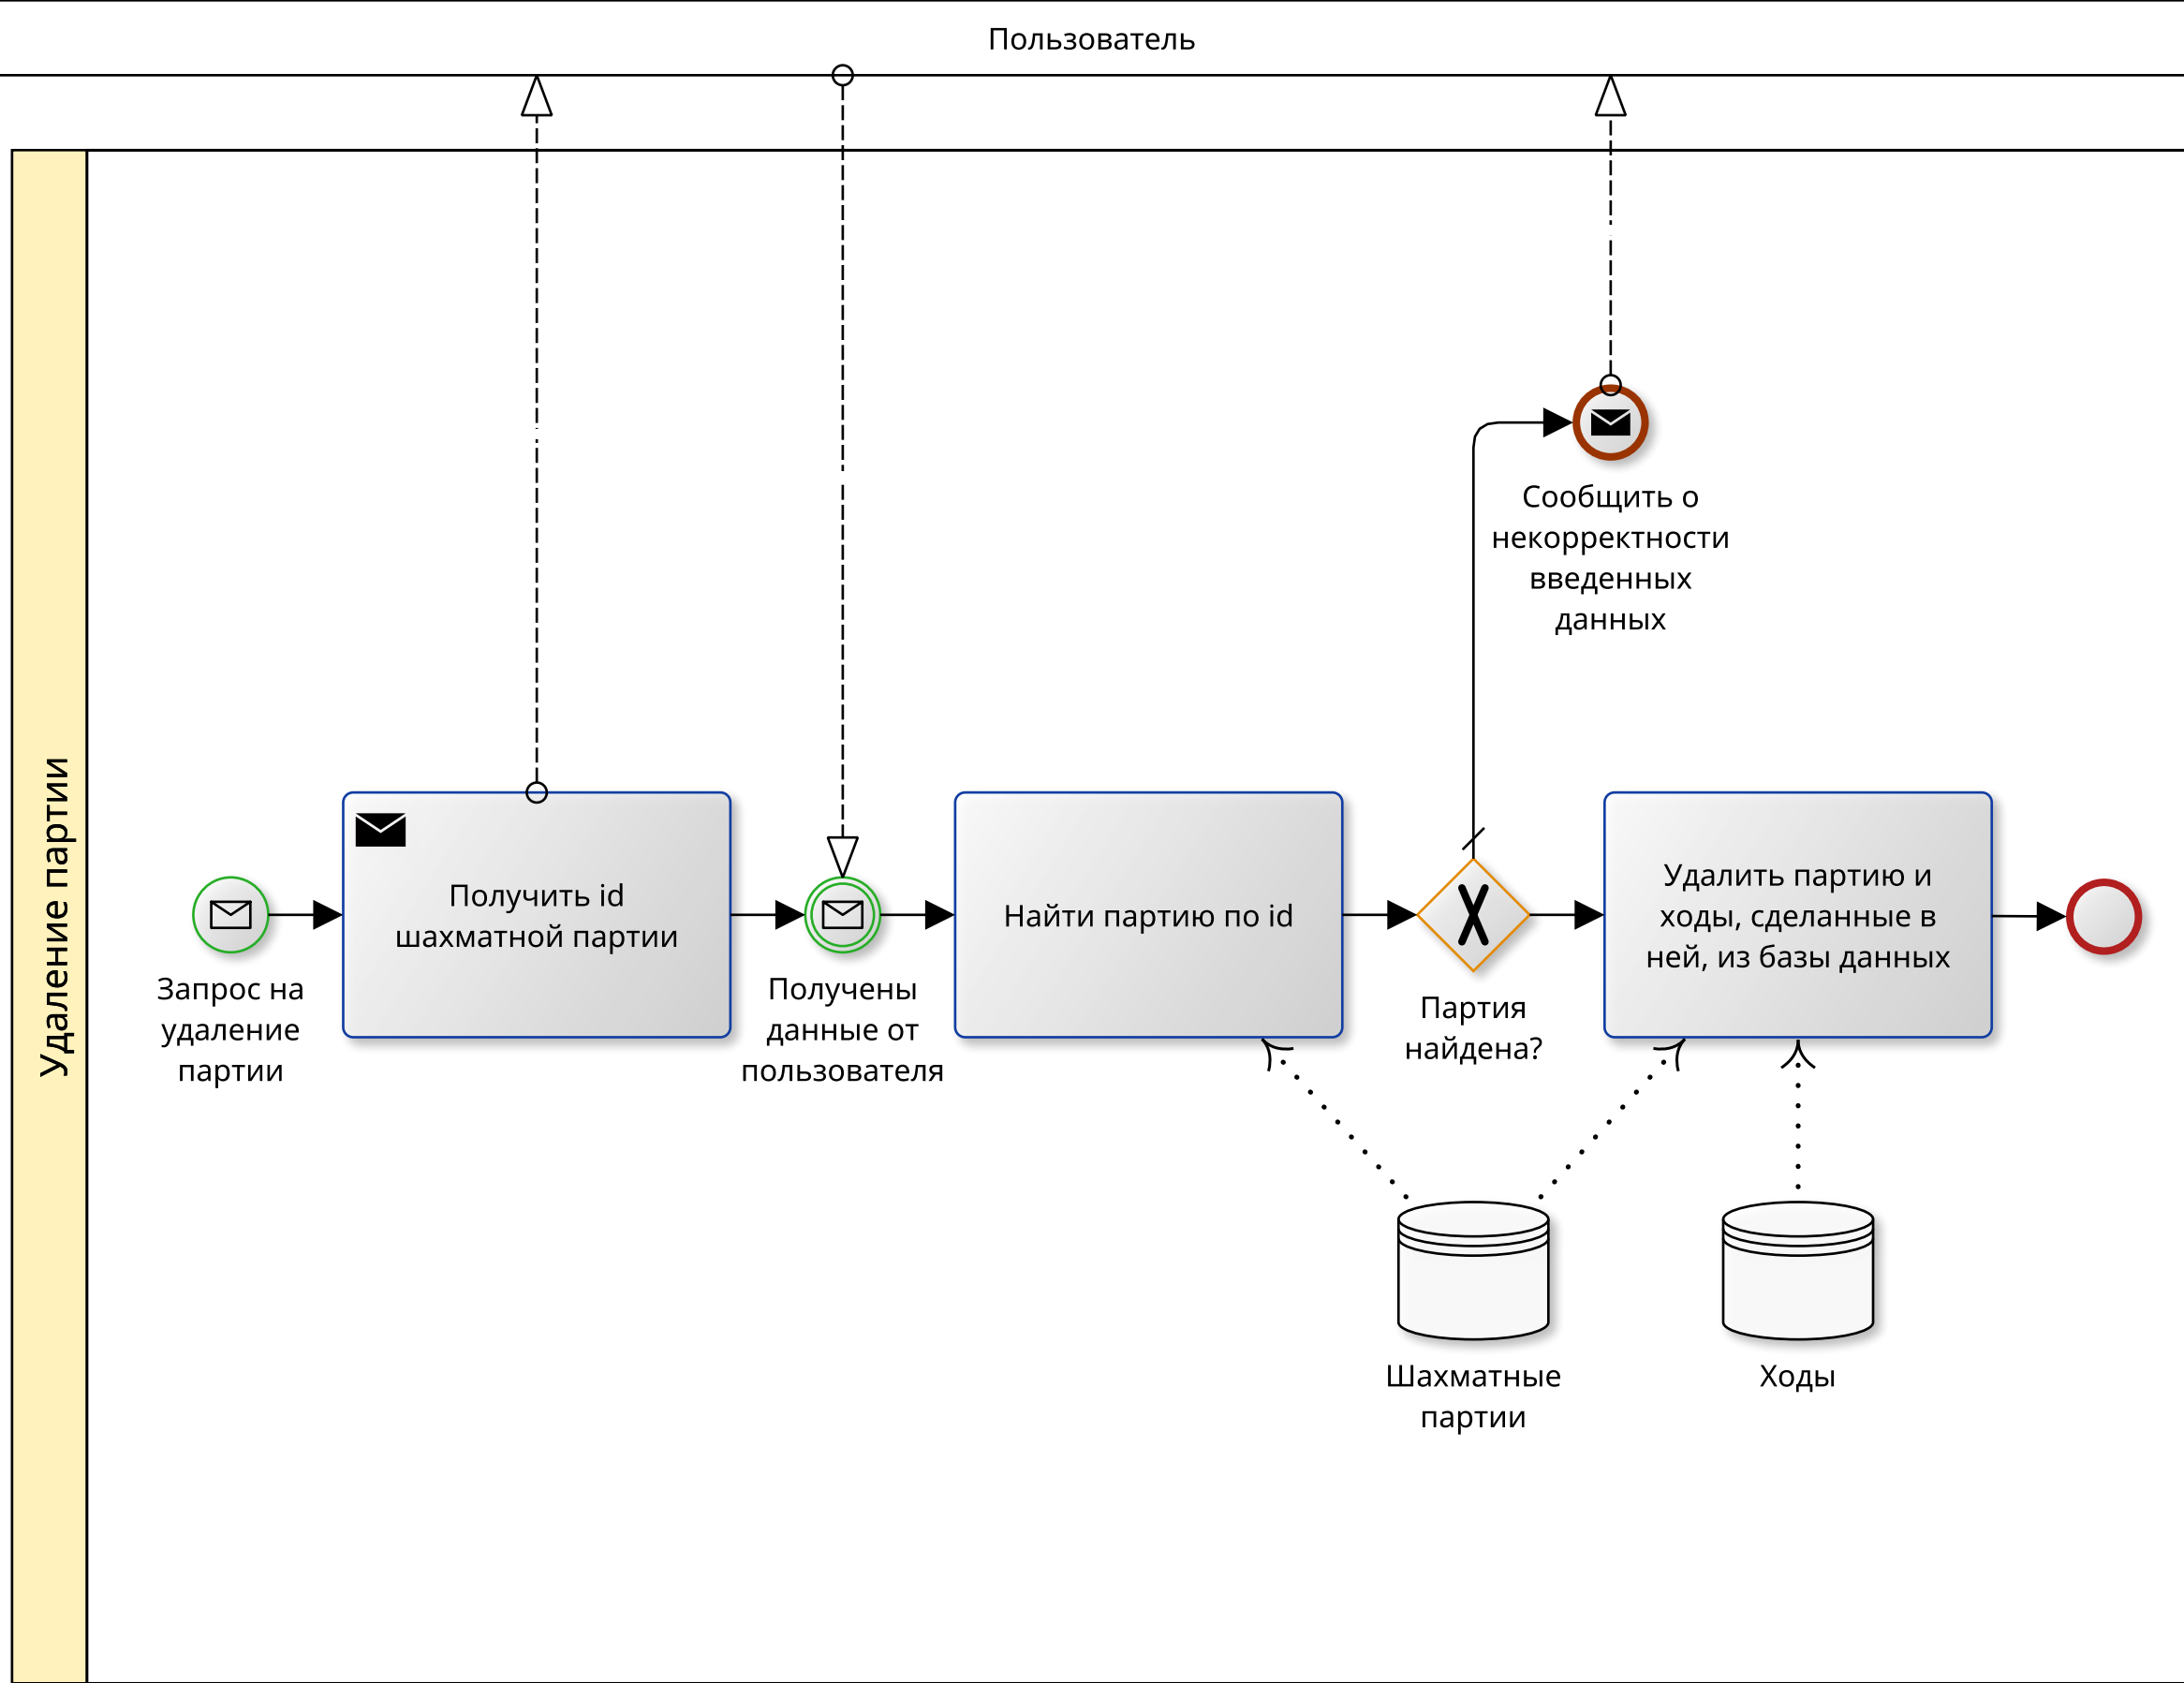 Пользователь
Удаление партии
Запрос на
удаление
партии
Получить id
шахматной партии
Получены
данные от
пользователя
Найти партию по id
Партия
найдена?
Сообщить о
некорректности
введенных
данных
Удалить партию и
ходы, сделанные в
ней, из базы данных
Шахматные
партии
Ходы